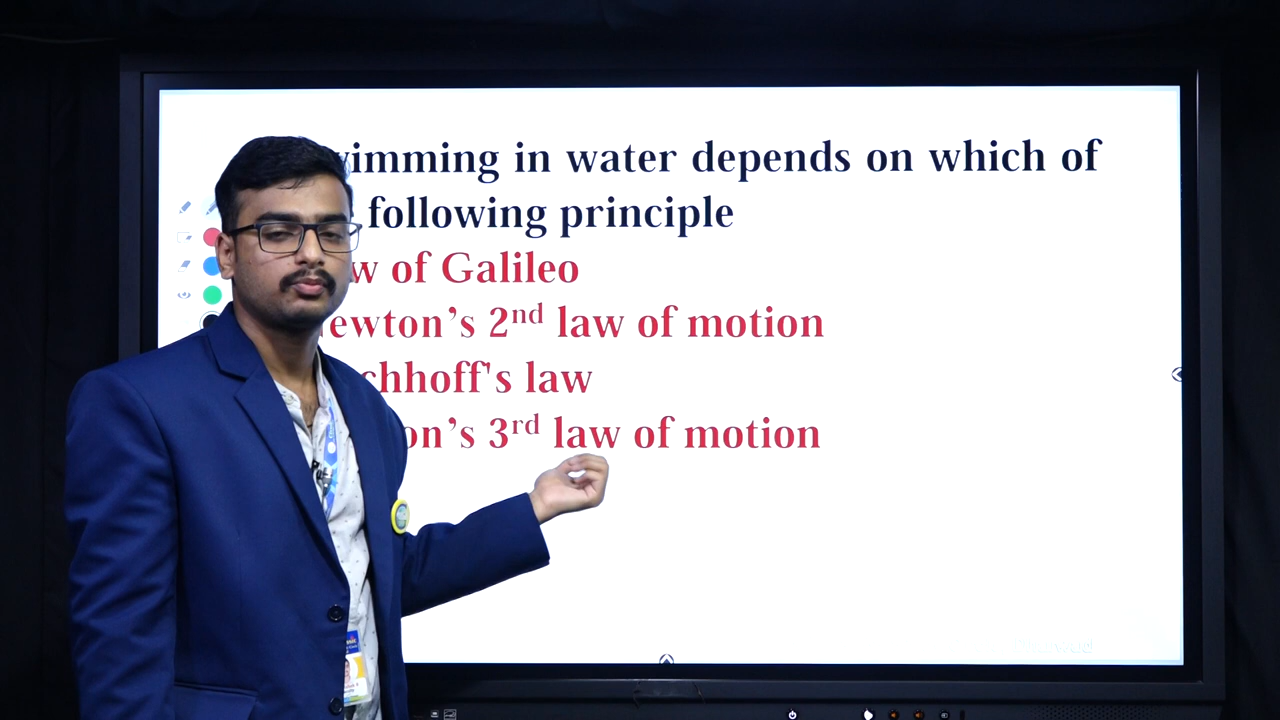 wimming in water depends on which of
following principle
w of Galileo
ewton's 2nd law of motion
chhoff's law
on's 3rd law of motion